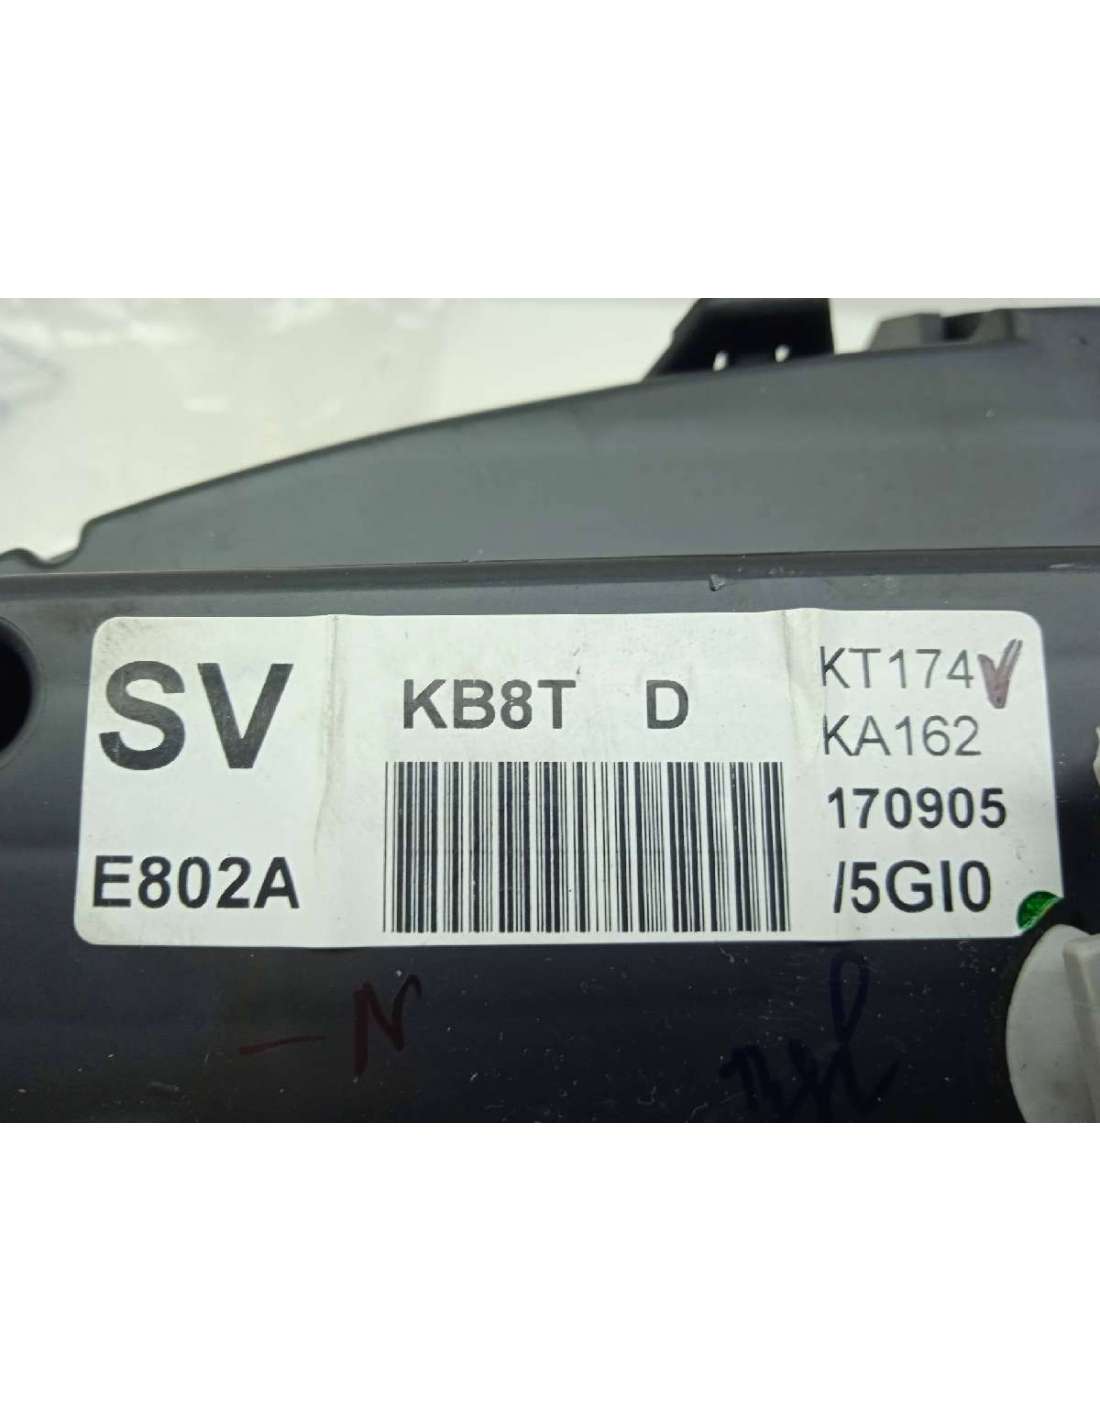 SV
E802A
KB8T D
KT174
KA162
170905
/5GI0
N